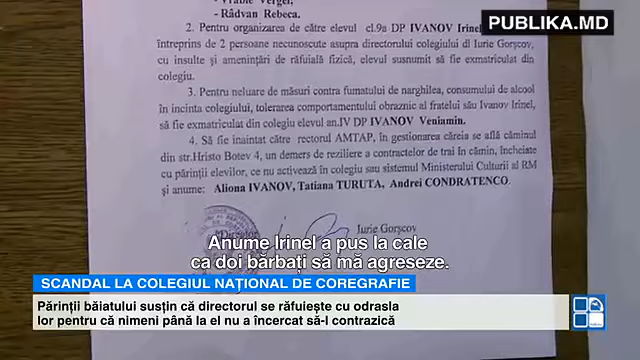 - Vrabie Vergel;
- Rădvan Rebeca.
PUBLIKA.MD
2. Pentru organizarea de către elevul cl.9a DP IVANOV Irinel
întreprins de 2 persoane necunoscute asupra directorului colegiului dl Iurie Gorșcov,
cu insulte și amenințări de răfuială fizică, elevul susnumit să fie exmatriculat din
colegiu.
3. Pentru neluare de măsuri contra fumatului de narghilea, consumului de alcool
în incinta colegiului, tolerarea comportamentului obraznic al fratelui său Ivanov Irinel,
să fie exmatriculat din colegiu elevul an.IV DP IVANOV Veniamin.
4. Să fie inaintat către rectorul AMTAP, în gestionarea căreia se află căminul
din str.Hristo Botev 4, un demers de reziliere a contractelor de trai în cămin, încheiate
cu părinții elevilor, ce nu activează în colegiu sau sistemul Ministerului Culturii al RM
și anume: Aliona IVANOV, Tatiana TURUTA, Andrei CONDRATENCO.
Director
Iurie Gorșcov
Anume Irinel a pus la cale
ca doi bărbați să mă agreseze.
SCANDAL LA COLEGIUL NAȚIONAL DE COREGRAFIE
Părinții băiatului susțin că directorul se răfuiește cu odrasla
lor pentru că nimeni până la el nu a încercat să-l contrazică